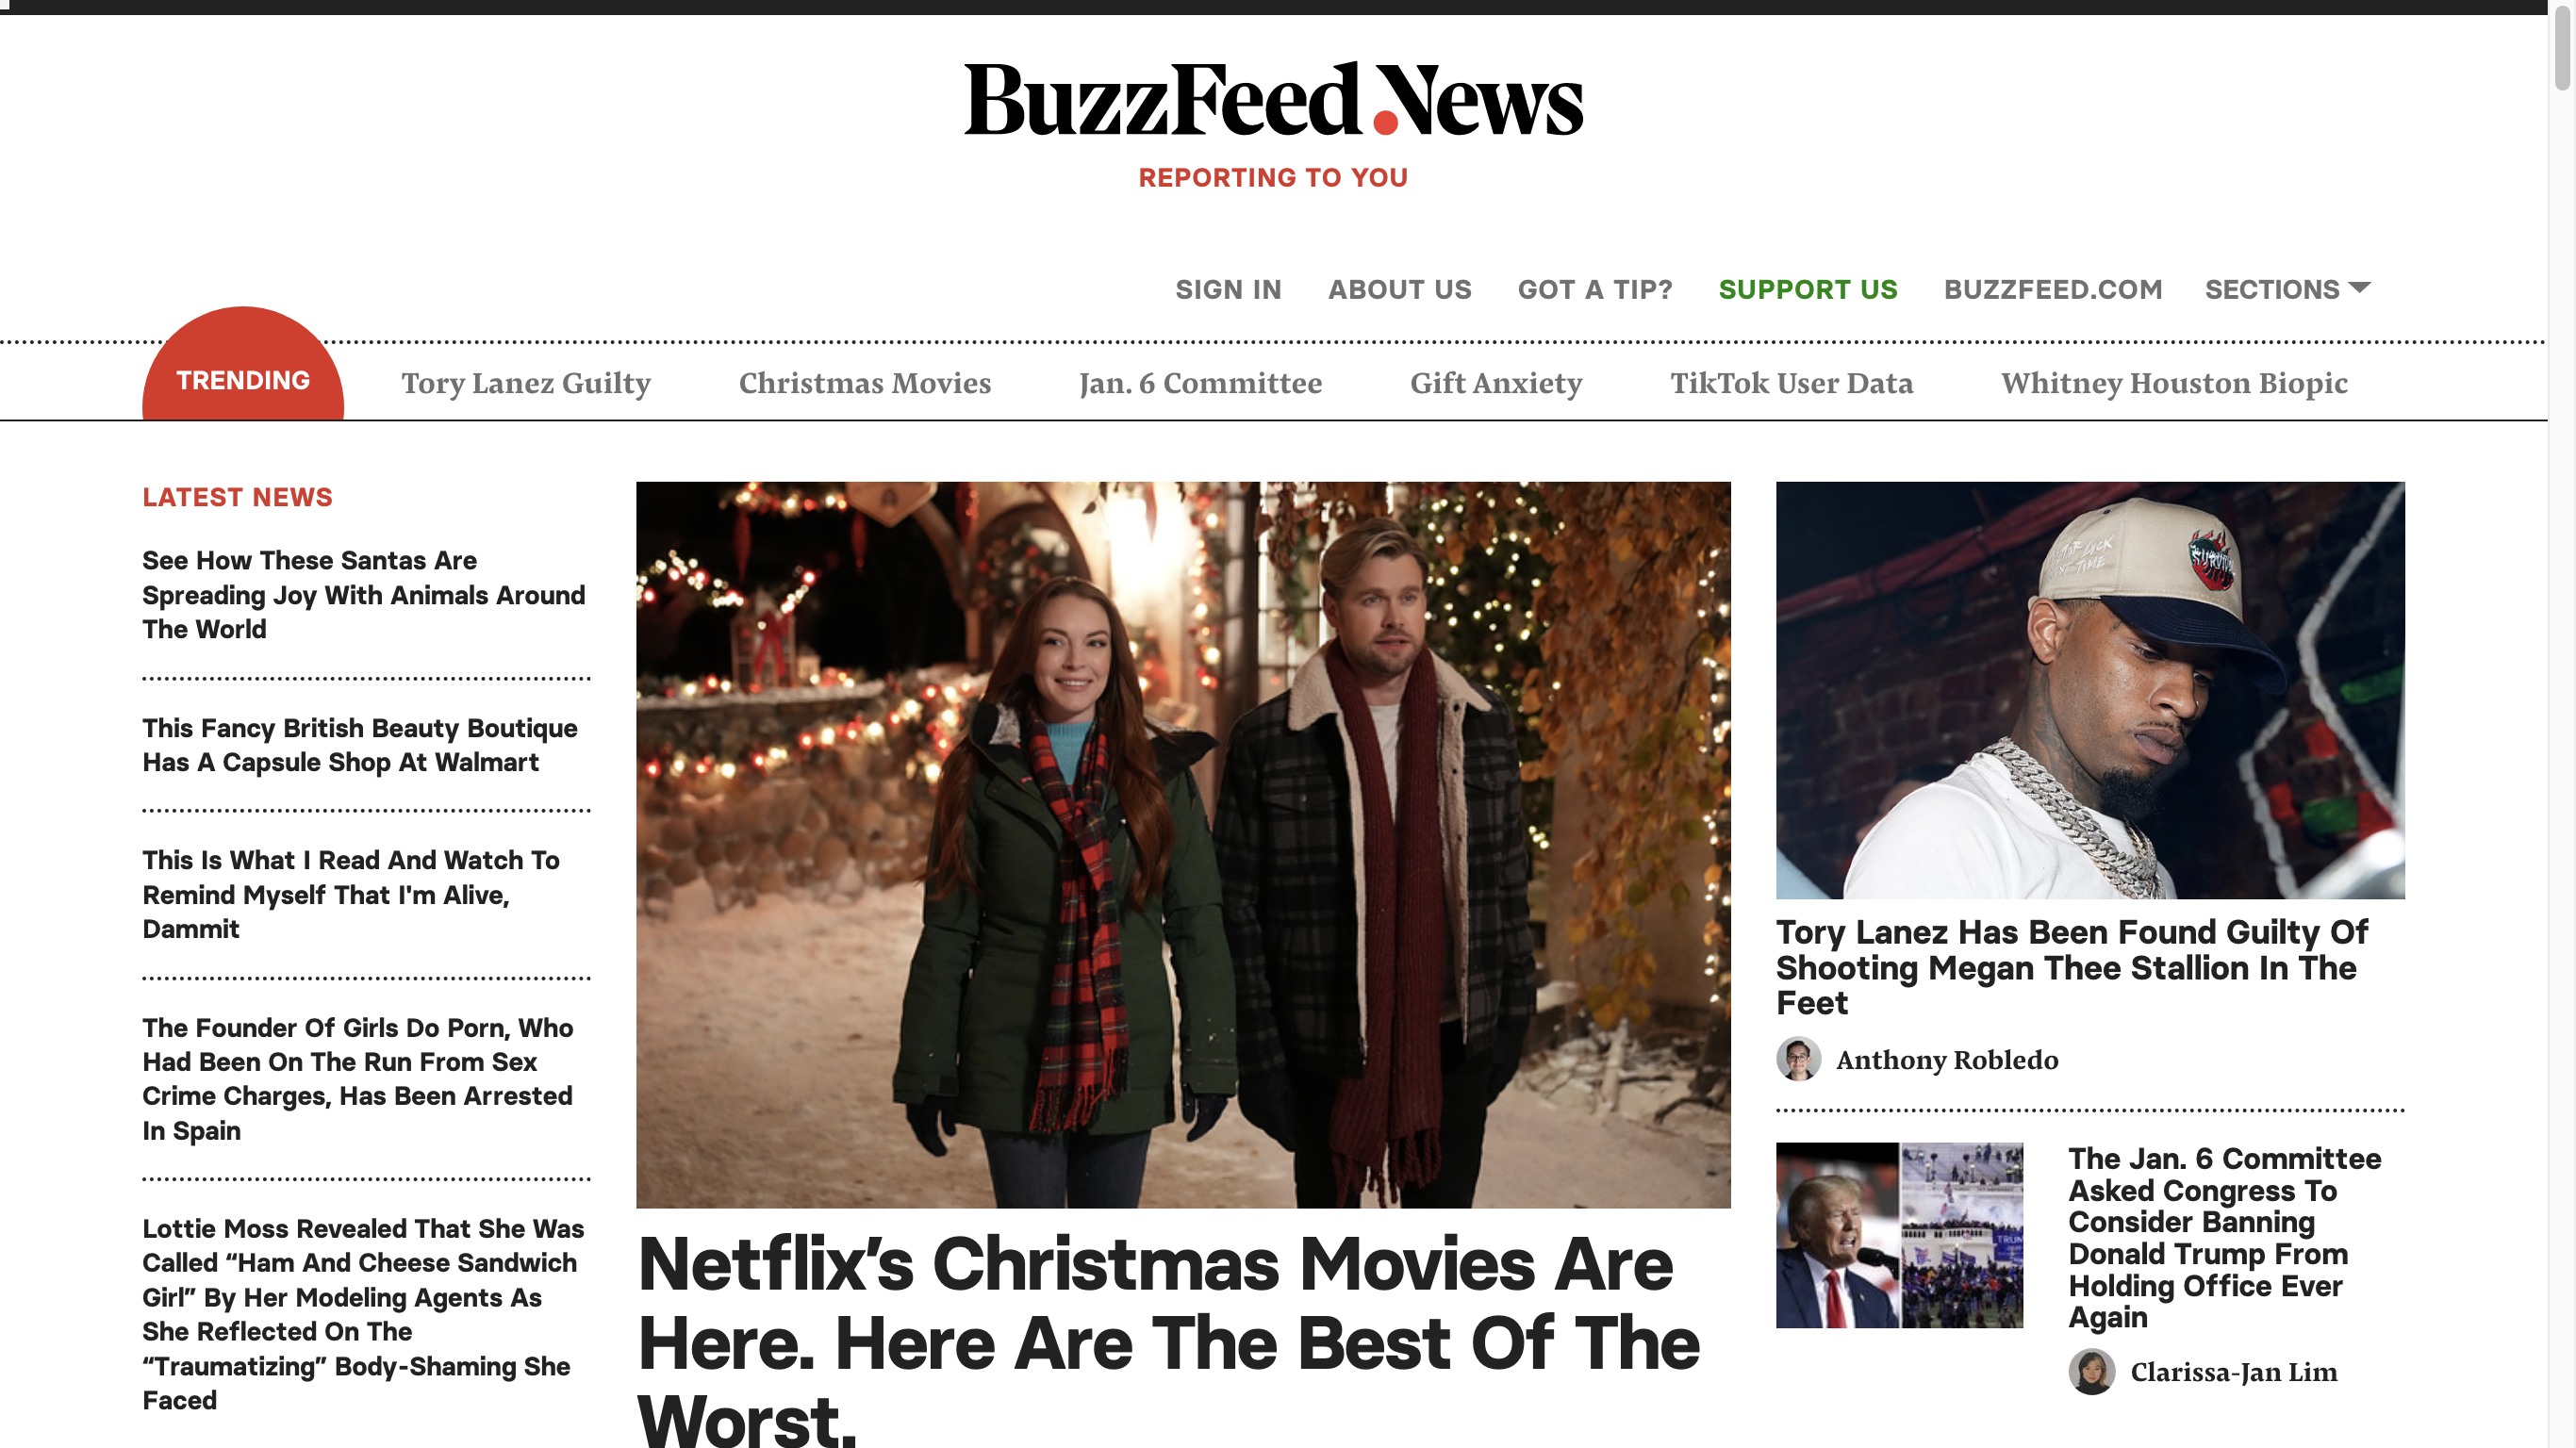 BuzzFeed News
REPORTING TO YOU
SIGN IN ABOUT US GOT A TIP? SUPPORT US BUZZFEED.COM SECTIONS
TRENDING Tory Lanez Guilty Christmas Movies Jan. 6 Committee Gift Anxiety TikTok User Data Whitney Houston Biopic
LATEST NEWS
See How These Santas Are
Spreading Joy With Animals Around
The World
This Fancy British Beauty Boutique
Has A Capsule Shop At Walmart
This Is What I Read And Watch To
Remind Myself That I'm Alive,
Dammit
The Founder Of Girls Do Porn, Who
Had Been On The Run From Sex
Crime Charges, Has Been Arrested
In Spain
Lottie Moss Revealed That She Was
Called “Ham And Cheese Sandwich
Girl” By Her Modeling Agents As
She Reflected On The
“Traumatizing” Body-Shaming She
Faced
Netflix’s Christmas Movies Are
Here. Here Are The Best Of The
Worst.
Tory Lanez Has Been Found Guilty Of
Shooting Megan Thee Stallion In The
Feet
Anthony Robledo
The Jan. 6 Committee
Asked Congress To
Consider Banning
Donald Trump From
Holding Office Ever
Again
Clarissa-Jan Lim